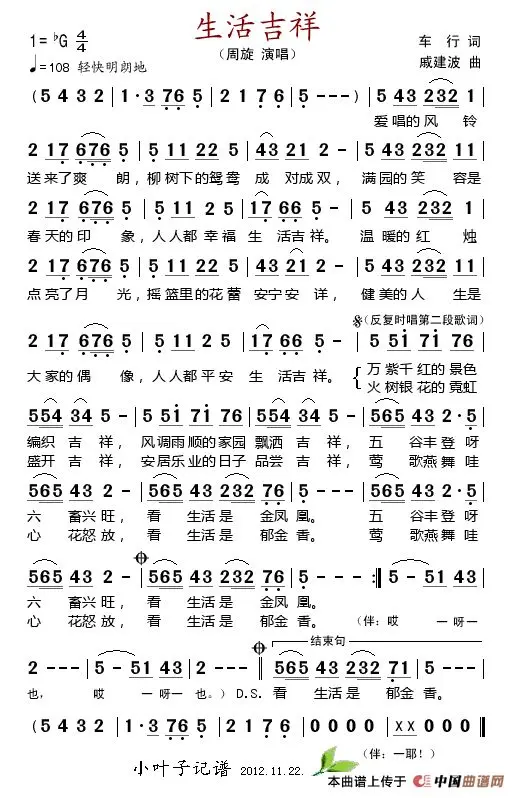 生活吉祥
1=♭G 4/4
(周旋 演唱)
车 行 词
♩=108 轻快明朗地
戚建波 曲
(5 4 3 2 | 1·3 76 5 | 2 1 76 5) | 5 43 232 1
爱唱的风 铃
2 17 676 5 | 5 11 22 5 | 43 2 1 2 - | 5 43 232 1
送来了爽 朗，柳树下的鸳鸯 成 对成双， 满园的笑 容是
2 17 676 5 | 5 11 22 5 | 2 17 66 5 | 5 43 232 1
春天的印 象，人人都 幸福 生 活吉祥。 温 暖的红 烛
2 17 676 5 | 5 11 22 5 | 43 2 1 2 - | 5 43 232 1
点亮了月 光，摇篮里的花蕾 安宁安 详， 健 美的人 生是
(反复时唱第二段歌词)
2 17 676 5 | 5 11 22 5 | 2 17 66 5 | 5 51 71 76
大家的偶 像，人人都平安 生 活吉祥。 万 紫千红的 景色
火 树银 花的 霓虹
554 34 5 - | 5 51 71 76 | 554 34 5 - | 565 43 2·5
编织 吉 祥， 风调雨 顺的家园 飘洒 吉 祥， 五 谷丰登 呀
盛开 吉 祥， 安居乐 业的日子 品尝 吉 祥， 莺 歌燕舞 哇
565 43 2 - | 565 43 232 76 | 5 - - 5 | 565 43 2·5
六 畜兴旺， 看 生活是 金凤 凰。 五 谷丰登 呀
心 花怒放， 看 生活是 郁金 香。 莺 歌燕舞 哇
565 43 2 - | 565 43 232 76 | 5 - - - :‖ 5 - 51 43
六 畜兴旺， 看 生活是 金凤凰。
心 花怒放， 看 生活是 郁金香。 (伴：哎 一呀一
结束句
2 - - - | 5 - 51 43 | 2 - - - ‖ 565 43 232 71 | 5 - - -
也， 哎 一呀一 也。) D.S. 看 生活是 郁金 香。
(5 4 3 2 | 1·3 76 5 | 2 1 76 1) | 0 0 0 0 | XX 0 0 0 ‖
(伴：一耶！)
小叶子记谱 2012.11.22.
本曲谱上传于 中国曲谱网